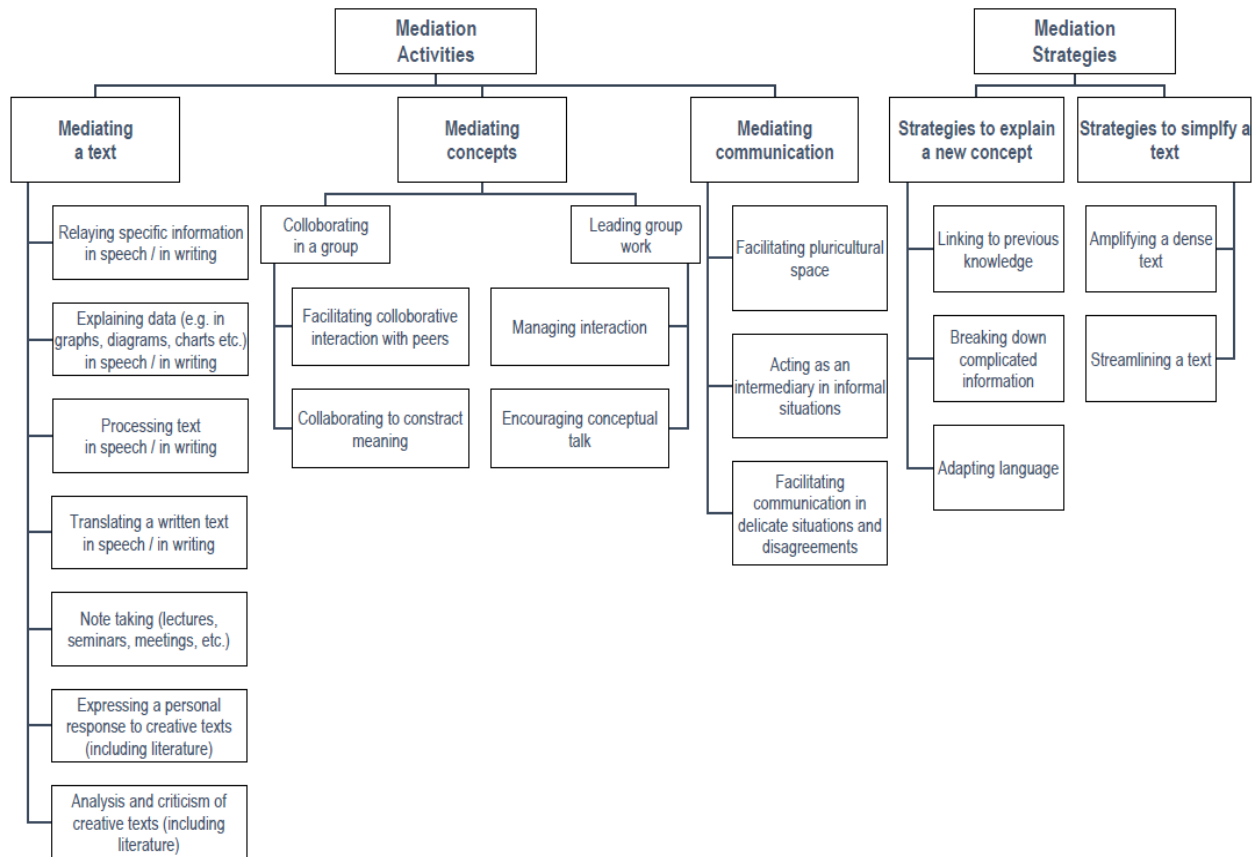 Mediation
Activities
Mediation
Strategies
Mediating
a text
Mediating
concepts
Mediating
communication
Strategies to explain
a new concept
Strategies to simplfy a
text
Relaying specific information
in speech / in writing
Explaining data (e.g. in
graphs, diagrams, charts etc.)
in speech / in writing
Processing text
in speech / in writing
Translating a written text
in speech / in writing
Note taking (lectures,
seminars, meetings, etc.)
Expressing a personal
response to creative texts
(including literature)
Analysis and criticism of
creative texts (including
literature)
Colloborating
in a group
Facilitating colloborative
interaction with peers
Collaborating to constract
meaning
Leading group
work
Managing interaction
Encouraging conceptual
talk
Facilitating pluricultural
space
Acting as an
intermediary in informal
situations
Facilitating
communication in
delicate situations and
disagreements
Linking to previous
knowledge
Breaking down
complicated
information
Adapting language
Amplifying a dense
text
Streamlining a text